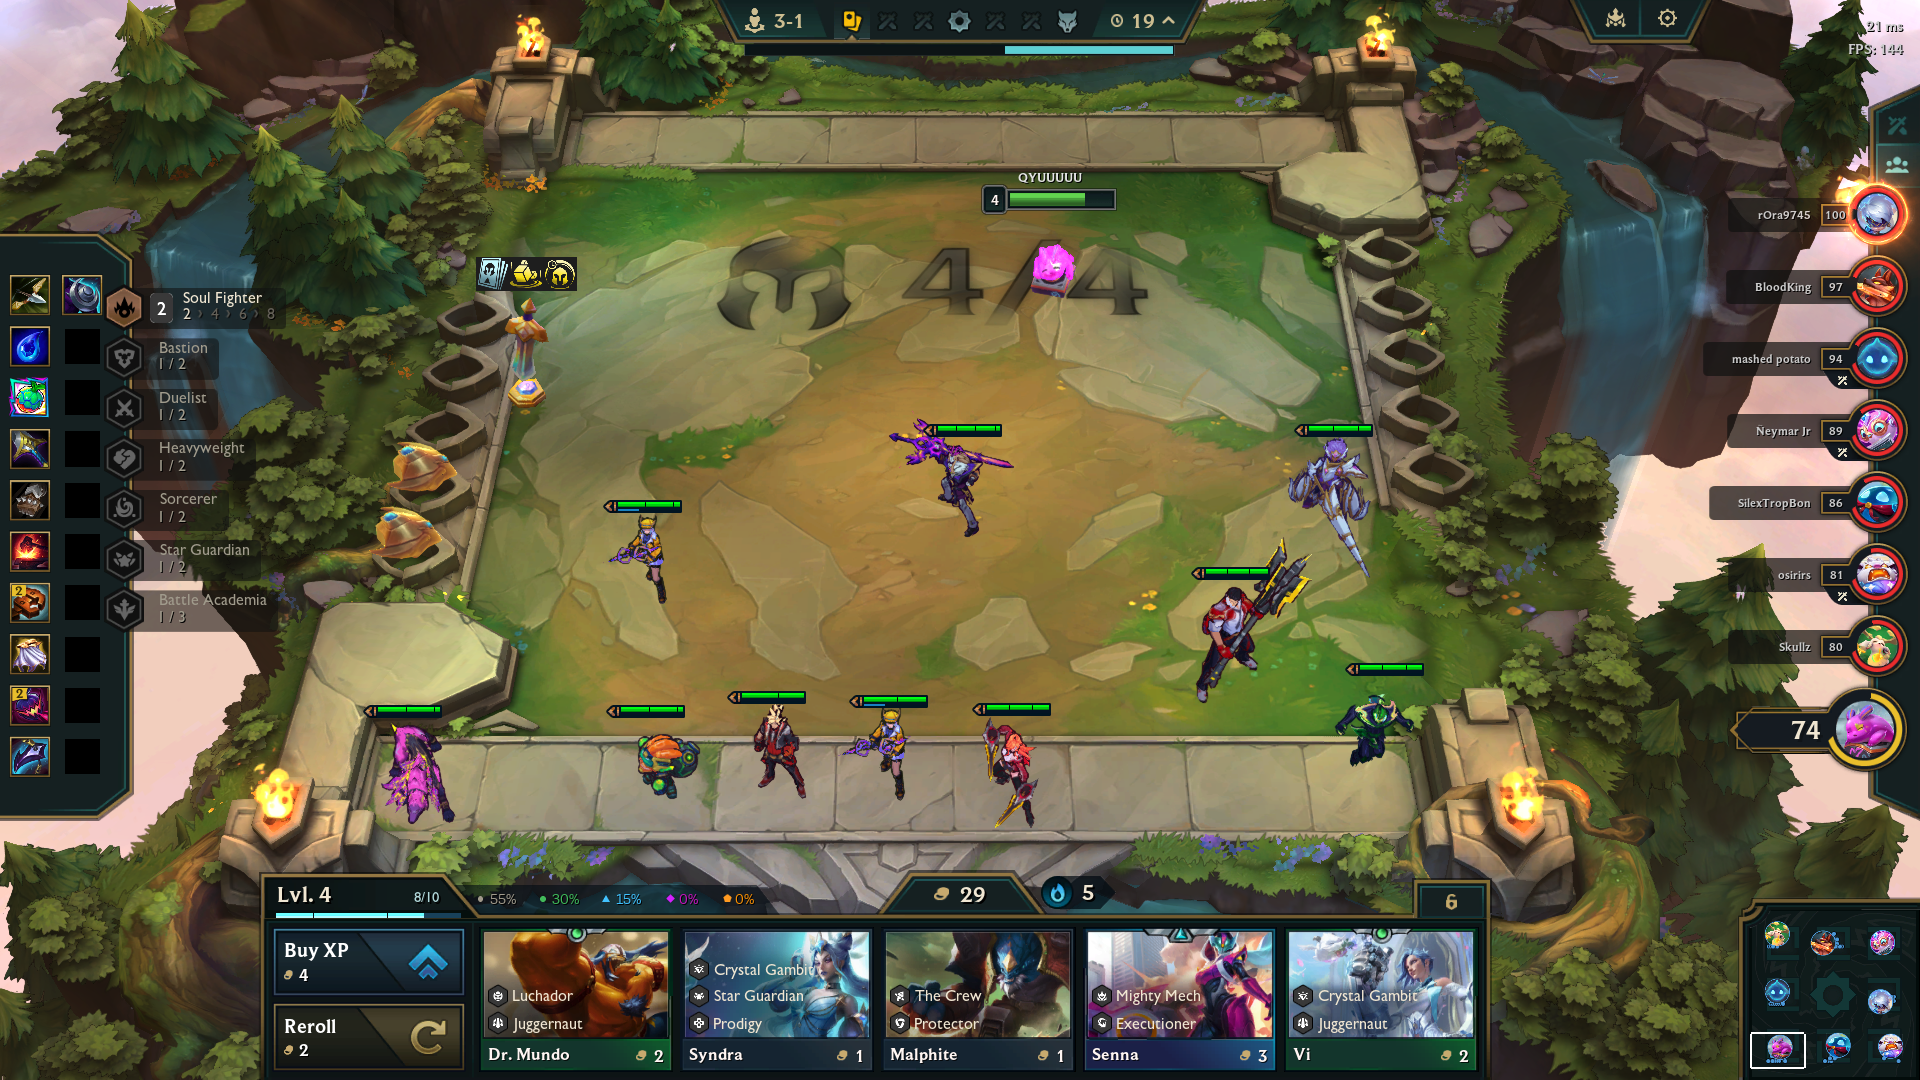 3-1
19
21 ms
FPS: 144
QYUUUUU
4
4/4
rOra9745 100
BloodKing 97
mashed potato 94
Neymar Jr 89
SilexTropBon 86
osirirs 81
Skullz 80
74
2 Soul Fighter
2 › 4 › 6 › 8
Bastion
1 / 2
Duelist
1 / 2
Heavyweight
1 / 2
Sorcerer
1 / 2
Star Guardian
1 / 2
Battle Academia
1 / 3
2
2
Lvl. 4
8/10
55% 30% 15% 0% 0%
29
5
6
Buy XP
4
Reroll
2
Luchador
Juggernaut
Dr. Mundo 2
Crystal Gambit
Star Guardian
Prodigy
Syndra 1
The Crew
Protector
Malphite 1
Mighty Mech
Executioner
Senna 3
Crystal Gambit
Juggernaut
Vi 2